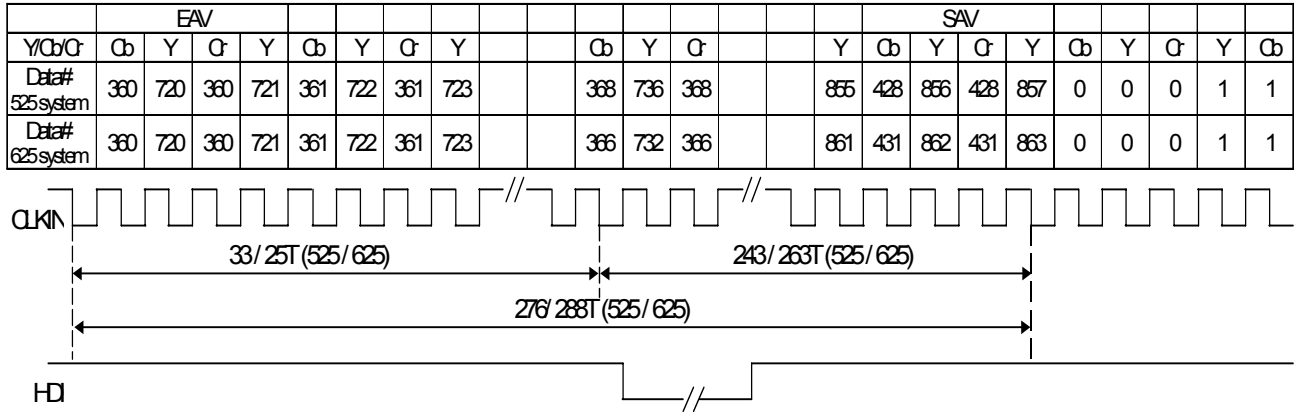 EAV SAV
Y/Cb/Cr Cb Y Cr Y Cb Y Cr Y Cb Y Cr Y Cb Y Cr Y Cb Y Cr Y Cb
Data# 525 system 360 720 360 721 361 722 361 723 368 736 368 855 428 856 428 857 0 0 0 1 1
Data# 625 system 360 720 360 721 361 722 361 723 366 732 366 861 431 862 431 863 0 0 0 1 1
CLKIN
33 / 25T (525 / 625) 243 / 263T (525 / 625)
276/ 288T (525 / 625)
HDI